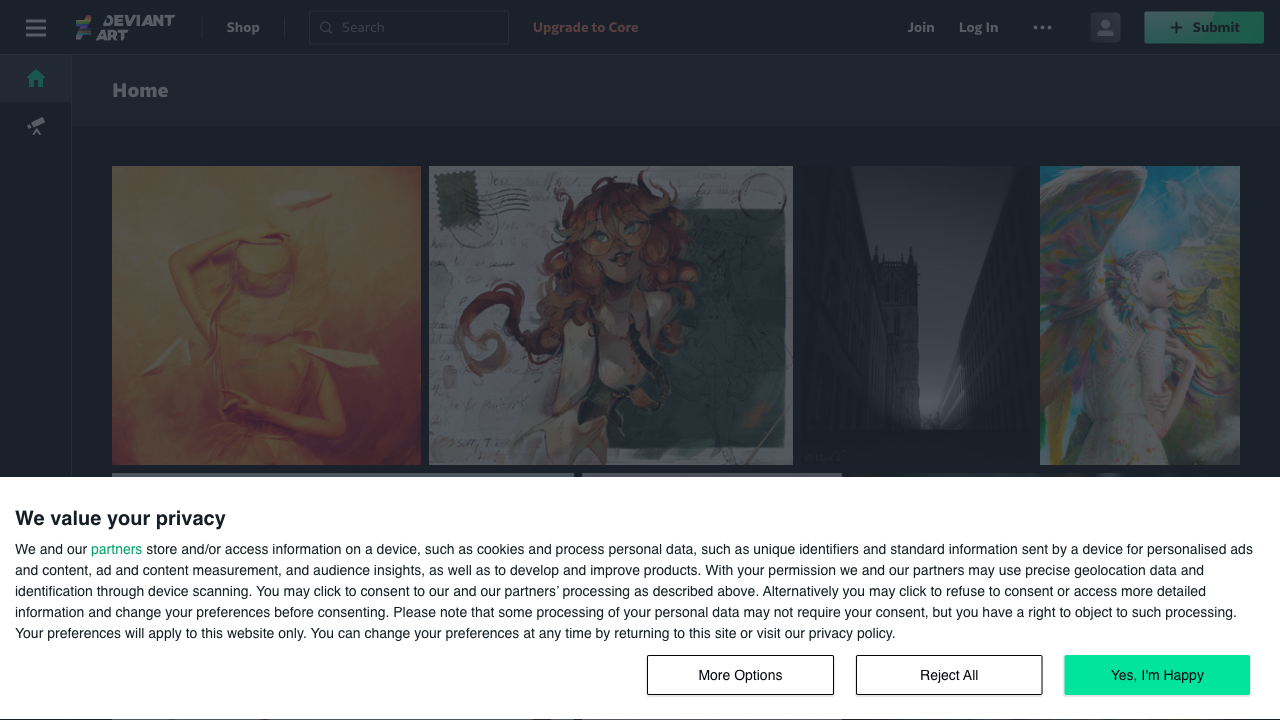 DEVIANT
ART
Shop
Search
Upgrade to Core
Join
Log In
Submit
Home
We value your privacy
We and our partners store and/or access information on a device, such as cookies and process personal data, such as unique identifiers and standard information sent by a device for personalised ads
and content, ad and content measurement, and audience insights, as well as to develop and improve products. With your permission we and our partners may use precise geolocation data and
identification through device scanning. You may click to consent to our and our partners’ processing as described above. Alternatively you may click to refuse to consent or access more detailed
information and change your preferences before consenting. Please note that some processing of your personal data may not require your consent, but you have a right to object to such processing.
Your preferences will apply to this website only. You can change your preferences at any time by returning to this site or visit our privacy policy.
More Options
Reject All
Yes, I'm Happy